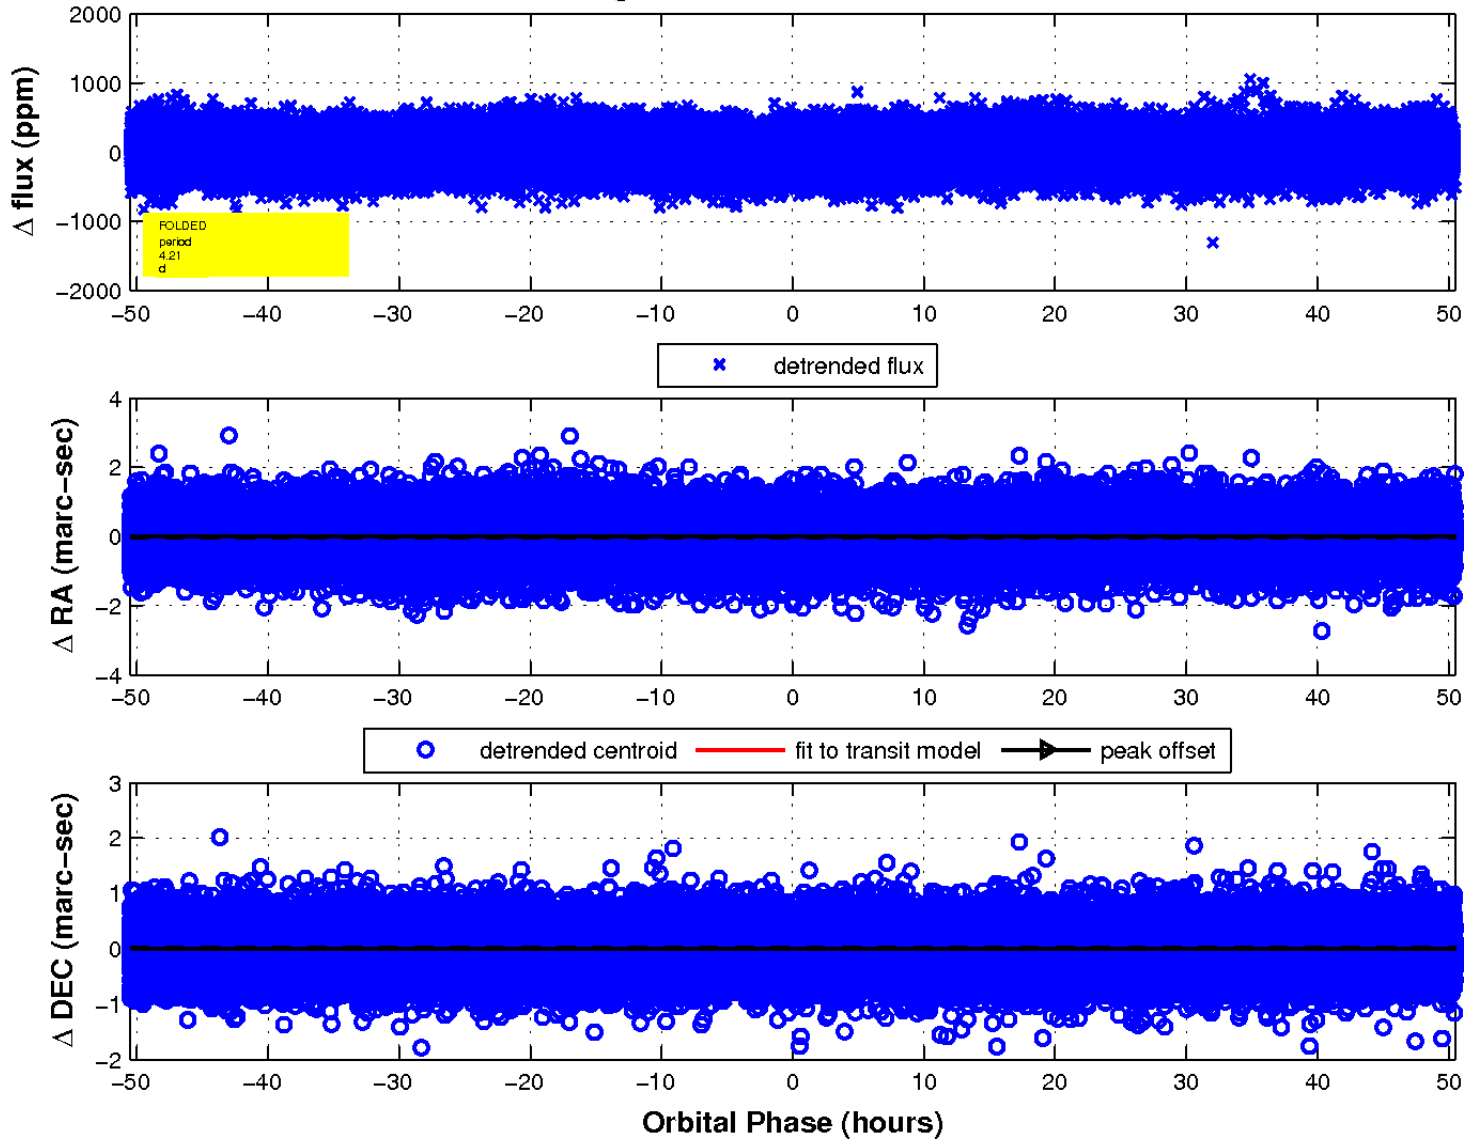 2000
1000
0
−1000
−2000
Δ flux (ppm)
FOLDED
period
4.21
d
−50 −40 −30 −20 −10 0 10 20 30 40 50
detrended flux
4
2
0
−2
−4
Δ RA (marc−sec)
−50 −40 −30 −20 −10 0 10 20 30 40 50
detrended centroid fit to transit model peak offset
3
2
1
0
−1
−2
Δ DEC (marc−sec)
−50 −40 −30 −20 −10 0 10 20 30 40 50
Orbital Phase (hours)